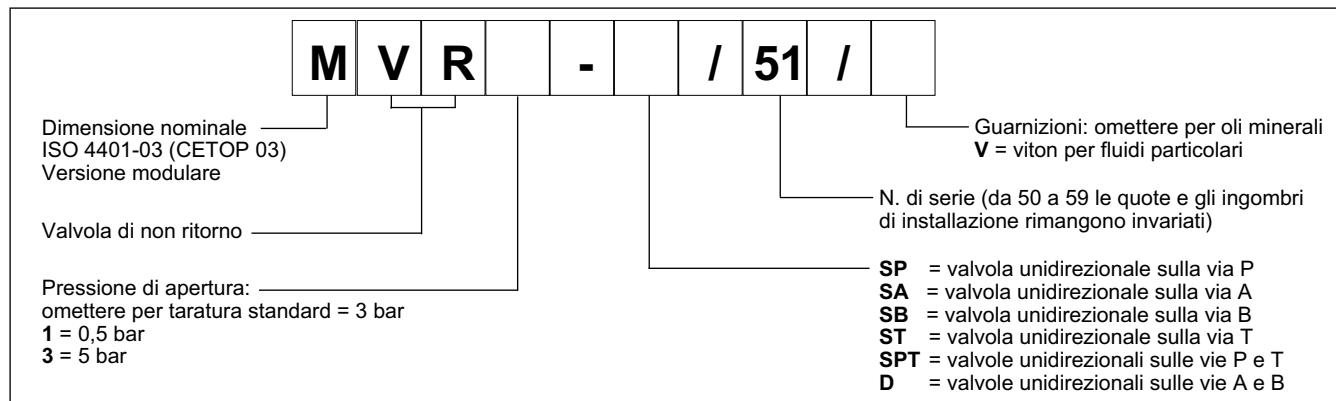 M V R - / 51 /
Dimensione nominale
ISO 4401-03 (CETOP 03)
Versione modulare
Valvola di non ritorno
Pressione di apertura:
omettere per taratura standard = 3 bar
1 = 0,5 bar
3 = 5 bar
Guarnizioni: omettere per oli minerali
V = viton per fluidi particolari
N. di serie (da 50 a 59 le quote e gli ingombri
di installazione rimangono invariati)
SP = valvola unidirezionale sulla via P
SA = valvola unidirezionale sulla via A
SB = valvola unidirezionale sulla via B
ST = valvola unidirezionale sulla via T
SPT = valvole unidirezionali sulle vie P e T
D = valvole unidirezionali sulle vie A e B